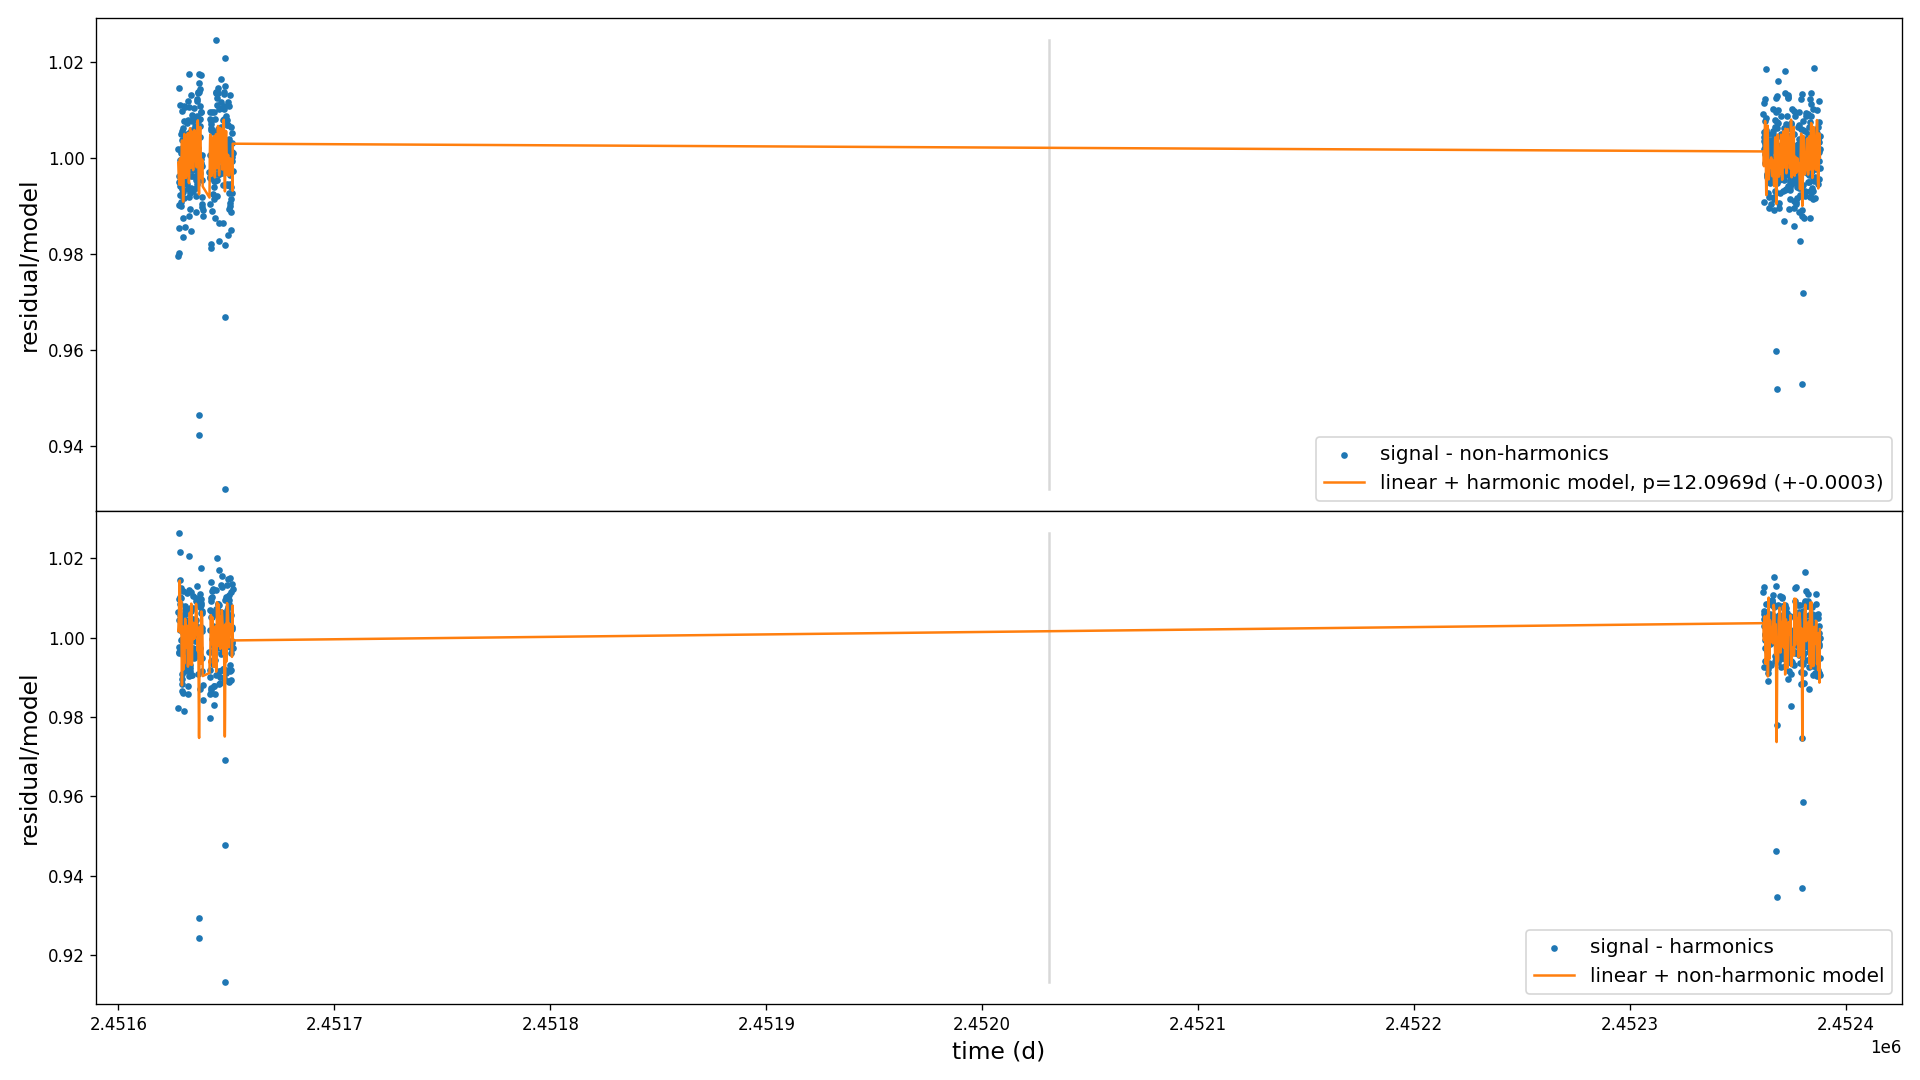 1.02
1.00
0.98
0.96
0.94
residual/model
signal - non-harmonics
linear + harmonic model, p=12.0969d (+-0.0003)
1.02
1.00
0.98
0.96
0.94
0.92
residual/model
signal - harmonics
linear + non-harmonic model
2.4516 2.4517 2.4518 2.4519 2.4520 2.4521 2.4522 2.4523 2.4524
time (d)
1e6